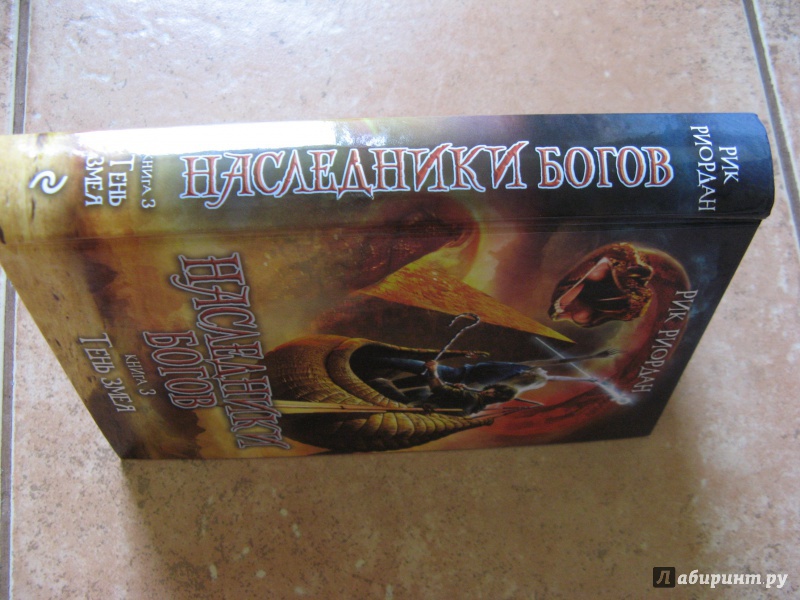 РИК
РИОРДАН
НАСЛЕДНИКИ БОГОВ
КНИГА 3
ТЕНЬ
ЗМЕЯ
РИК РИОРДАН
НАСЛЕДНИКИ
БОГОВ
КНИГА 3
ТЕНЬ ЗМЕЯ
Лабиринт.ру